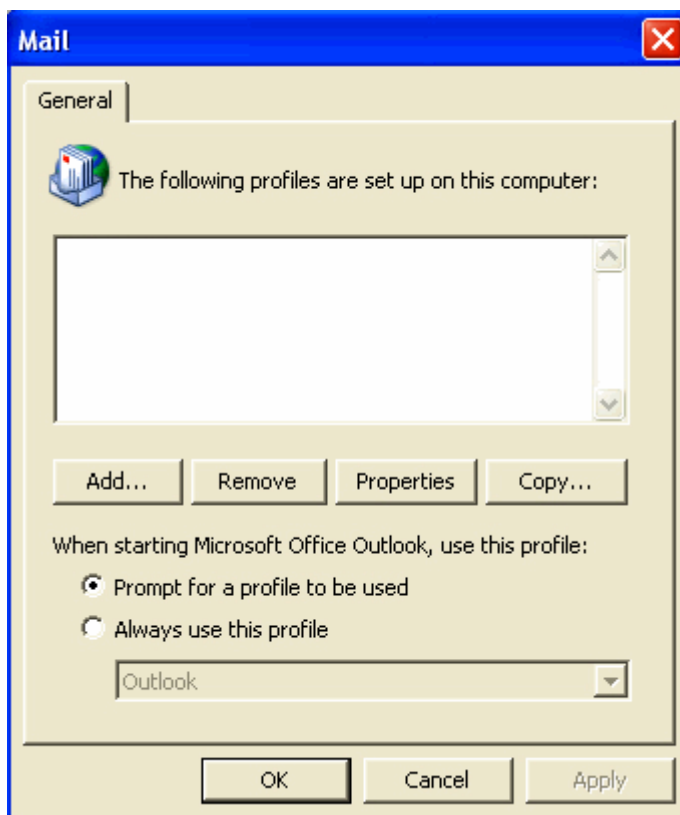 Mail
General
The following profiles are set up on this computer:
Add...
Remove
Properties
Copy...
When starting Microsoft Office Outlook, use this profile:
Prompt for a profile to be used
Always use this profile
Outlook
OK
Cancel
Apply